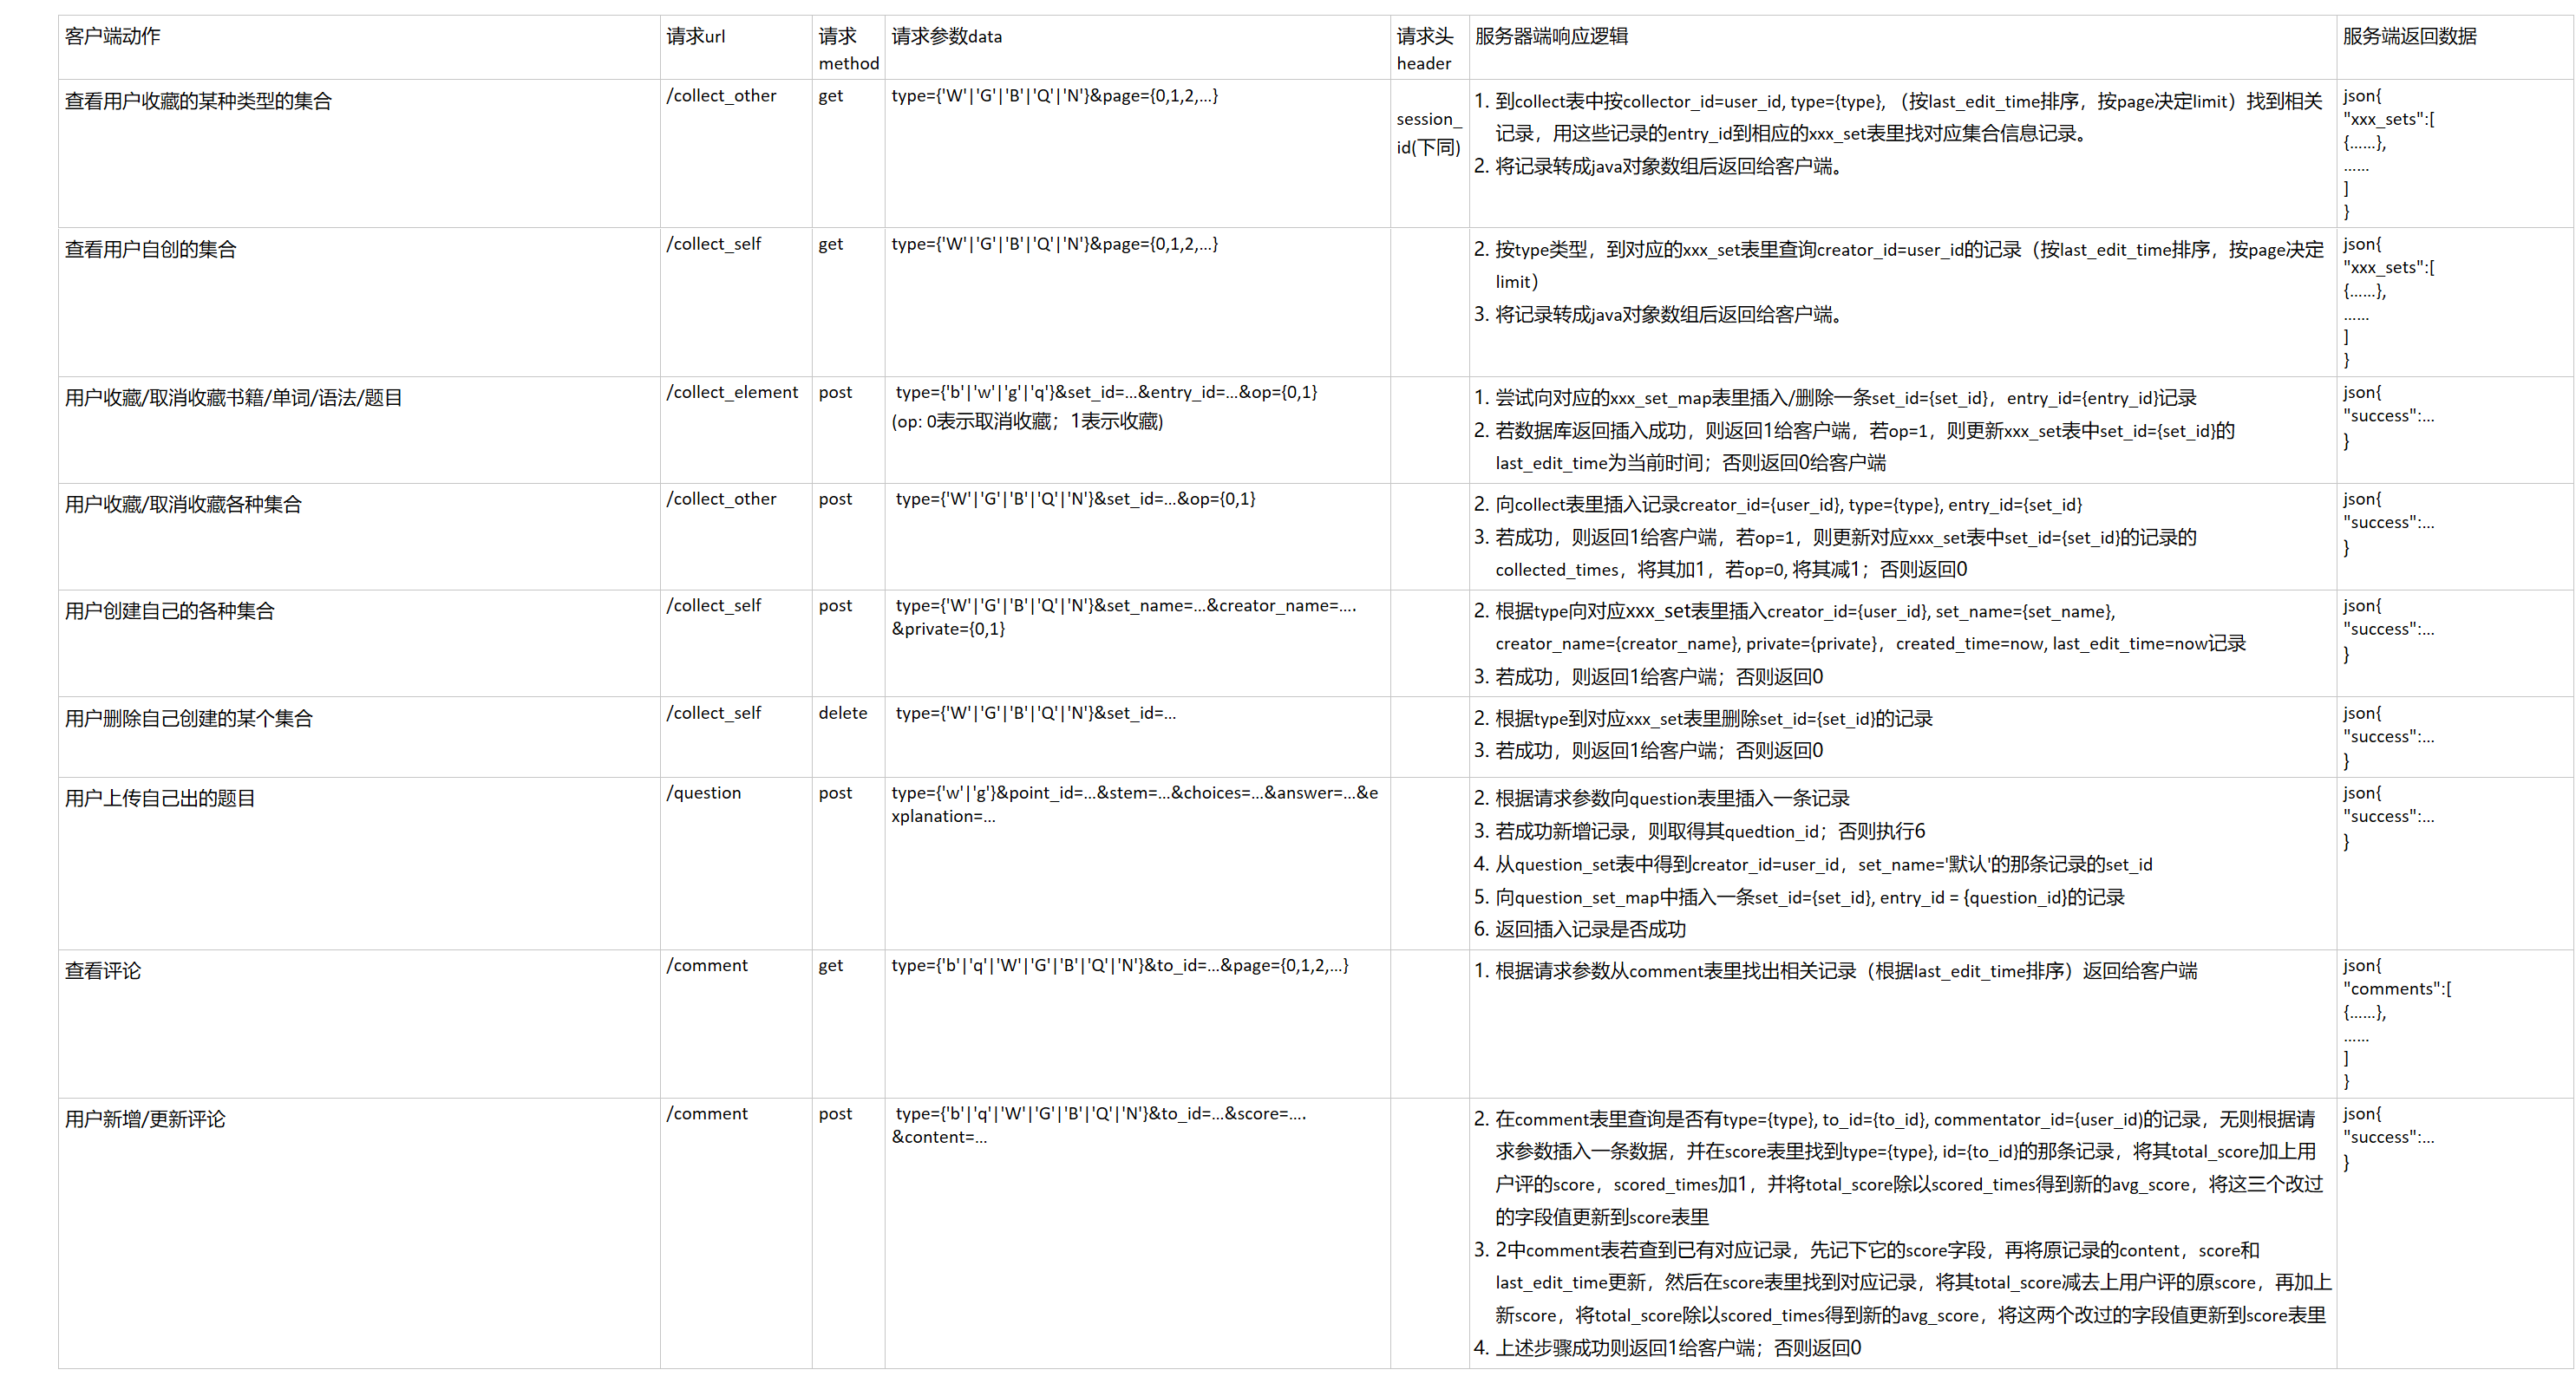 客户端动作
请求url
请求
method
请求参数data
请求头
header
服务器端响应逻辑
服务端返回数据
查看用户收藏的某种类型的集合
/collect_other
get
type={'W'|'G'|'B'|'Q'|'N'}&page={0,1,2,...}
session_
id(下同)
1. 到collect表中按collector_id=user_id, type={type}, （按last_edit_time排序，按page决定limit）找到相关
记录，用这些记录的entry_id到相应的xxx_set表里找对应集合信息记录。
2. 将记录转成java对象数组后返回给客户端。
json{
"xxx_sets":[
{……},
……
]
}
查看用户自创的集合
/collect_self
get
type={'W'|'G'|'B'|'Q'|'N'}&page={0,1,2,...}
2. 按type类型，到对应的xxx_set表里查询creator_id=user_id的记录（按last_edit_time排序，按page决定
limit）
3. 将记录转成java对象数组后返回给客户端。
json{
"xxx_sets":[
{……},
……
]
}
用户收藏/取消收藏书籍/单词/语法/题目
/collect_element
post
type={'b'|'w'|'g'|'q'}&set_id=...&entry_id=...&op={0,1}
(op: 0表示取消收藏；1表示收藏)
1. 尝试向对应的xxx_set_map表里插入/删除一条set_id={set_id}，entry_id={entry_id}记录
2. 若数据库返回插入成功，则返回1给客户端，若op=1，则更新xxx_set表中set_id={set_id}的
last_edit_time为当前时间；否则返回0给客户端
json{
"success":...
}
用户收藏/取消收藏各种集合
/collect_other
post
type={'W'|'G'|'B'|'Q'|'N'}&set_id=...&op={0,1}
2. 向collect表里插入记录creator_id={user_id}, type={type}, entry_id={set_id}
3. 若成功，则返回1给客户端，若op=1，则更新对应xxx_set表中set_id={set_id}的记录的
collected_times，将其加1，若op=0, 将其减1；否则返回0
json{
"success":...
}
用户创建自己的各种集合
/collect_self
post
type={'W'|'G'|'B'|'Q'|'N'}&set_name=...&creator_name=….
&private={0,1}
2. 根据type向对应xxx_set表里插入creator_id={user_id}, set_name={set_name},
creator_name={creator_name}, private={private}，created_time=now, last_edit_time=now记录
3. 若成功，则返回1给客户端；否则返回0
json{
"success":...
}
用户删除自己创建的某个集合
/collect_self
delete
type={'W'|'G'|'B'|'Q'|'N'}&set_id=...
2. 根据type到对应xxx_set表里删除set_id={set_id}的记录
3. 若成功，则返回1给客户端；否则返回0
json{
"success":...
}
用户上传自己出的题目
/question
post
type={'w'|'g'}&point_id=...&stem=...&choices=...&answer=...&e
xplanation=...
2. 根据请求参数向question表里插入一条记录
3. 若成功新增记录，则取得其quedtion_id；否则执行6
4. 从question_set表中得到creator_id=user_id，set_name='默认'的那条记录的set_id
5. 向question_set_map中插入一条set_id={set_id}, entry_id = {question_id}的记录
6. 返回插入记录是否成功
json{
"success":...
}
查看评论
/comment
get
type={'b'|'q'|'W'|'G'|'B'|'Q'|'N'}&to_id=...&page={0,1,2,...}
1. 根据请求参数从comment表里找出相关记录（根据last_edit_time排序）返回给客户端
json{
"comments":[
{……},
……
]
}
用户新增/更新评论
/comment
post
type={'b'|'q'|'W'|'G'|'B'|'Q'|'N'}&to_id=...&score=….
&content=...
2. 在comment表里查询是否有type={type}, to_id={to_id}, commentator_id={user_id)的记录，无则根据请
求参数插入一条数据，并在score表里找到type={type}, id={to_id}的那条记录，将其total_score加上用
户评的score，scored_times加1，并将total_score除以scored_times得到新的avg_score，将这三个改过
的字段值更新到score表里
3. 2中comment表若查到已有对应记录，先记下它的score字段，再将原记录的content，score和
last_edit_time更新，然后在score表里找到对应记录，将其total_score减去上用户评的原score，再加上
新score，将total_score除以scored_times得到新的avg_score，将这两个改过的字段值更新到score表里
4. 上述步骤成功则返回1给客户端；否则返回0
json{
"success":...
}